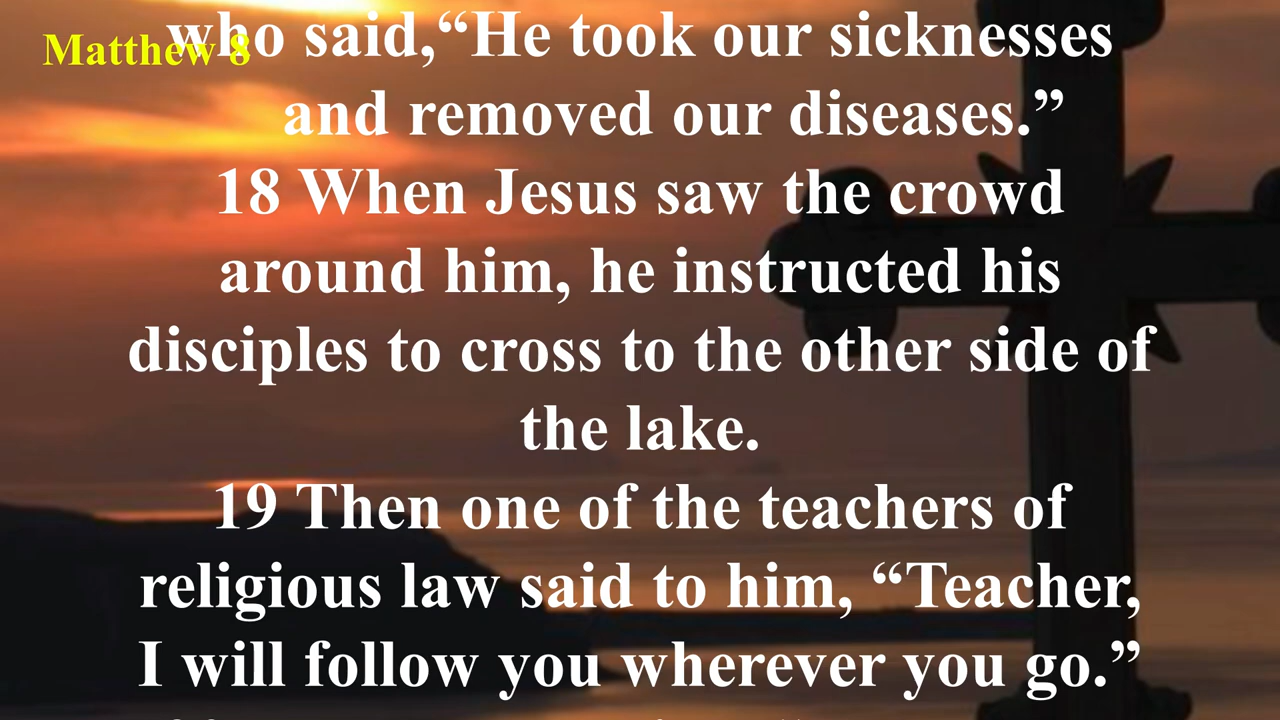 Matthew 8
who said,“He took our sicknesses
and removed our diseases.”
18 When Jesus saw the crowd
around him, he instructed his
disciples to cross to the other side of
the lake.
19 Then one of the teachers of
religious law said to him, “Teacher,
I will follow you wherever you go.”